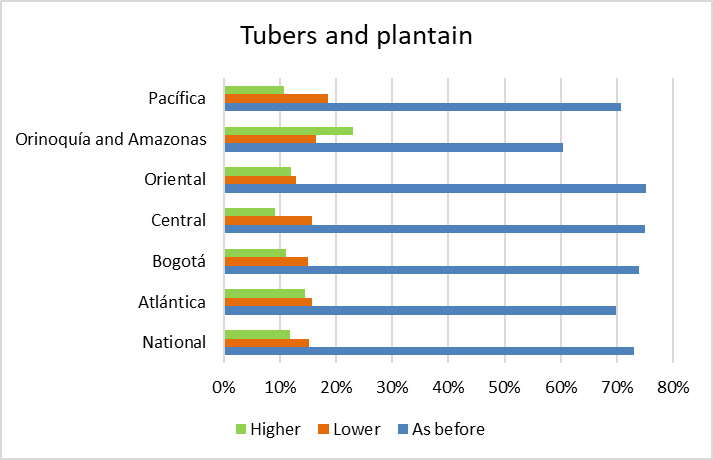 Tubers and plantain
Pacífica
Orinoquía and Amazonas
Oriental
Central
Bogotá
Atlántica
National
0% 10% 20% 30% 40% 50% 60% 70% 80%
Higher Lower As before